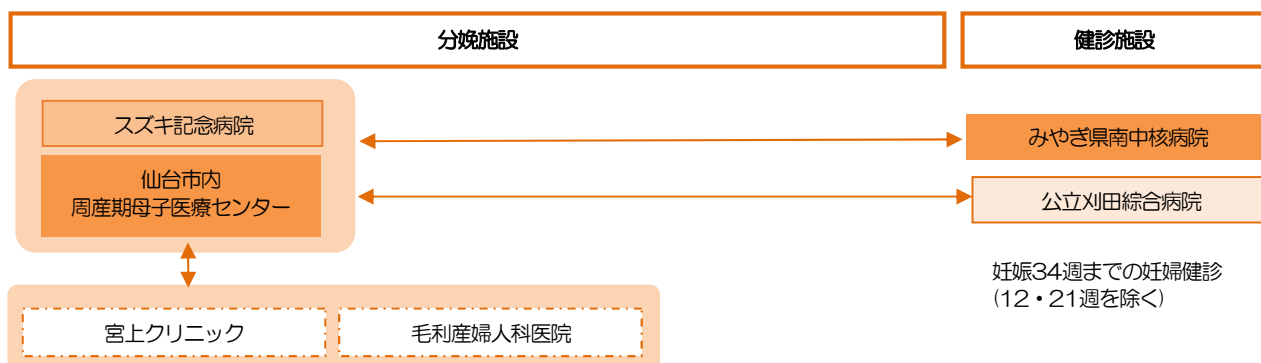 分娩施設
健診施設
スズキ記念病院
仙台市内
周産期母子医療センター
みやぎ県南中核病院
公立刈田綜合病院
妊娠34週までの妊婦健診
(12・21週を除く)
宮上クリニック
毛利産婦人科医院